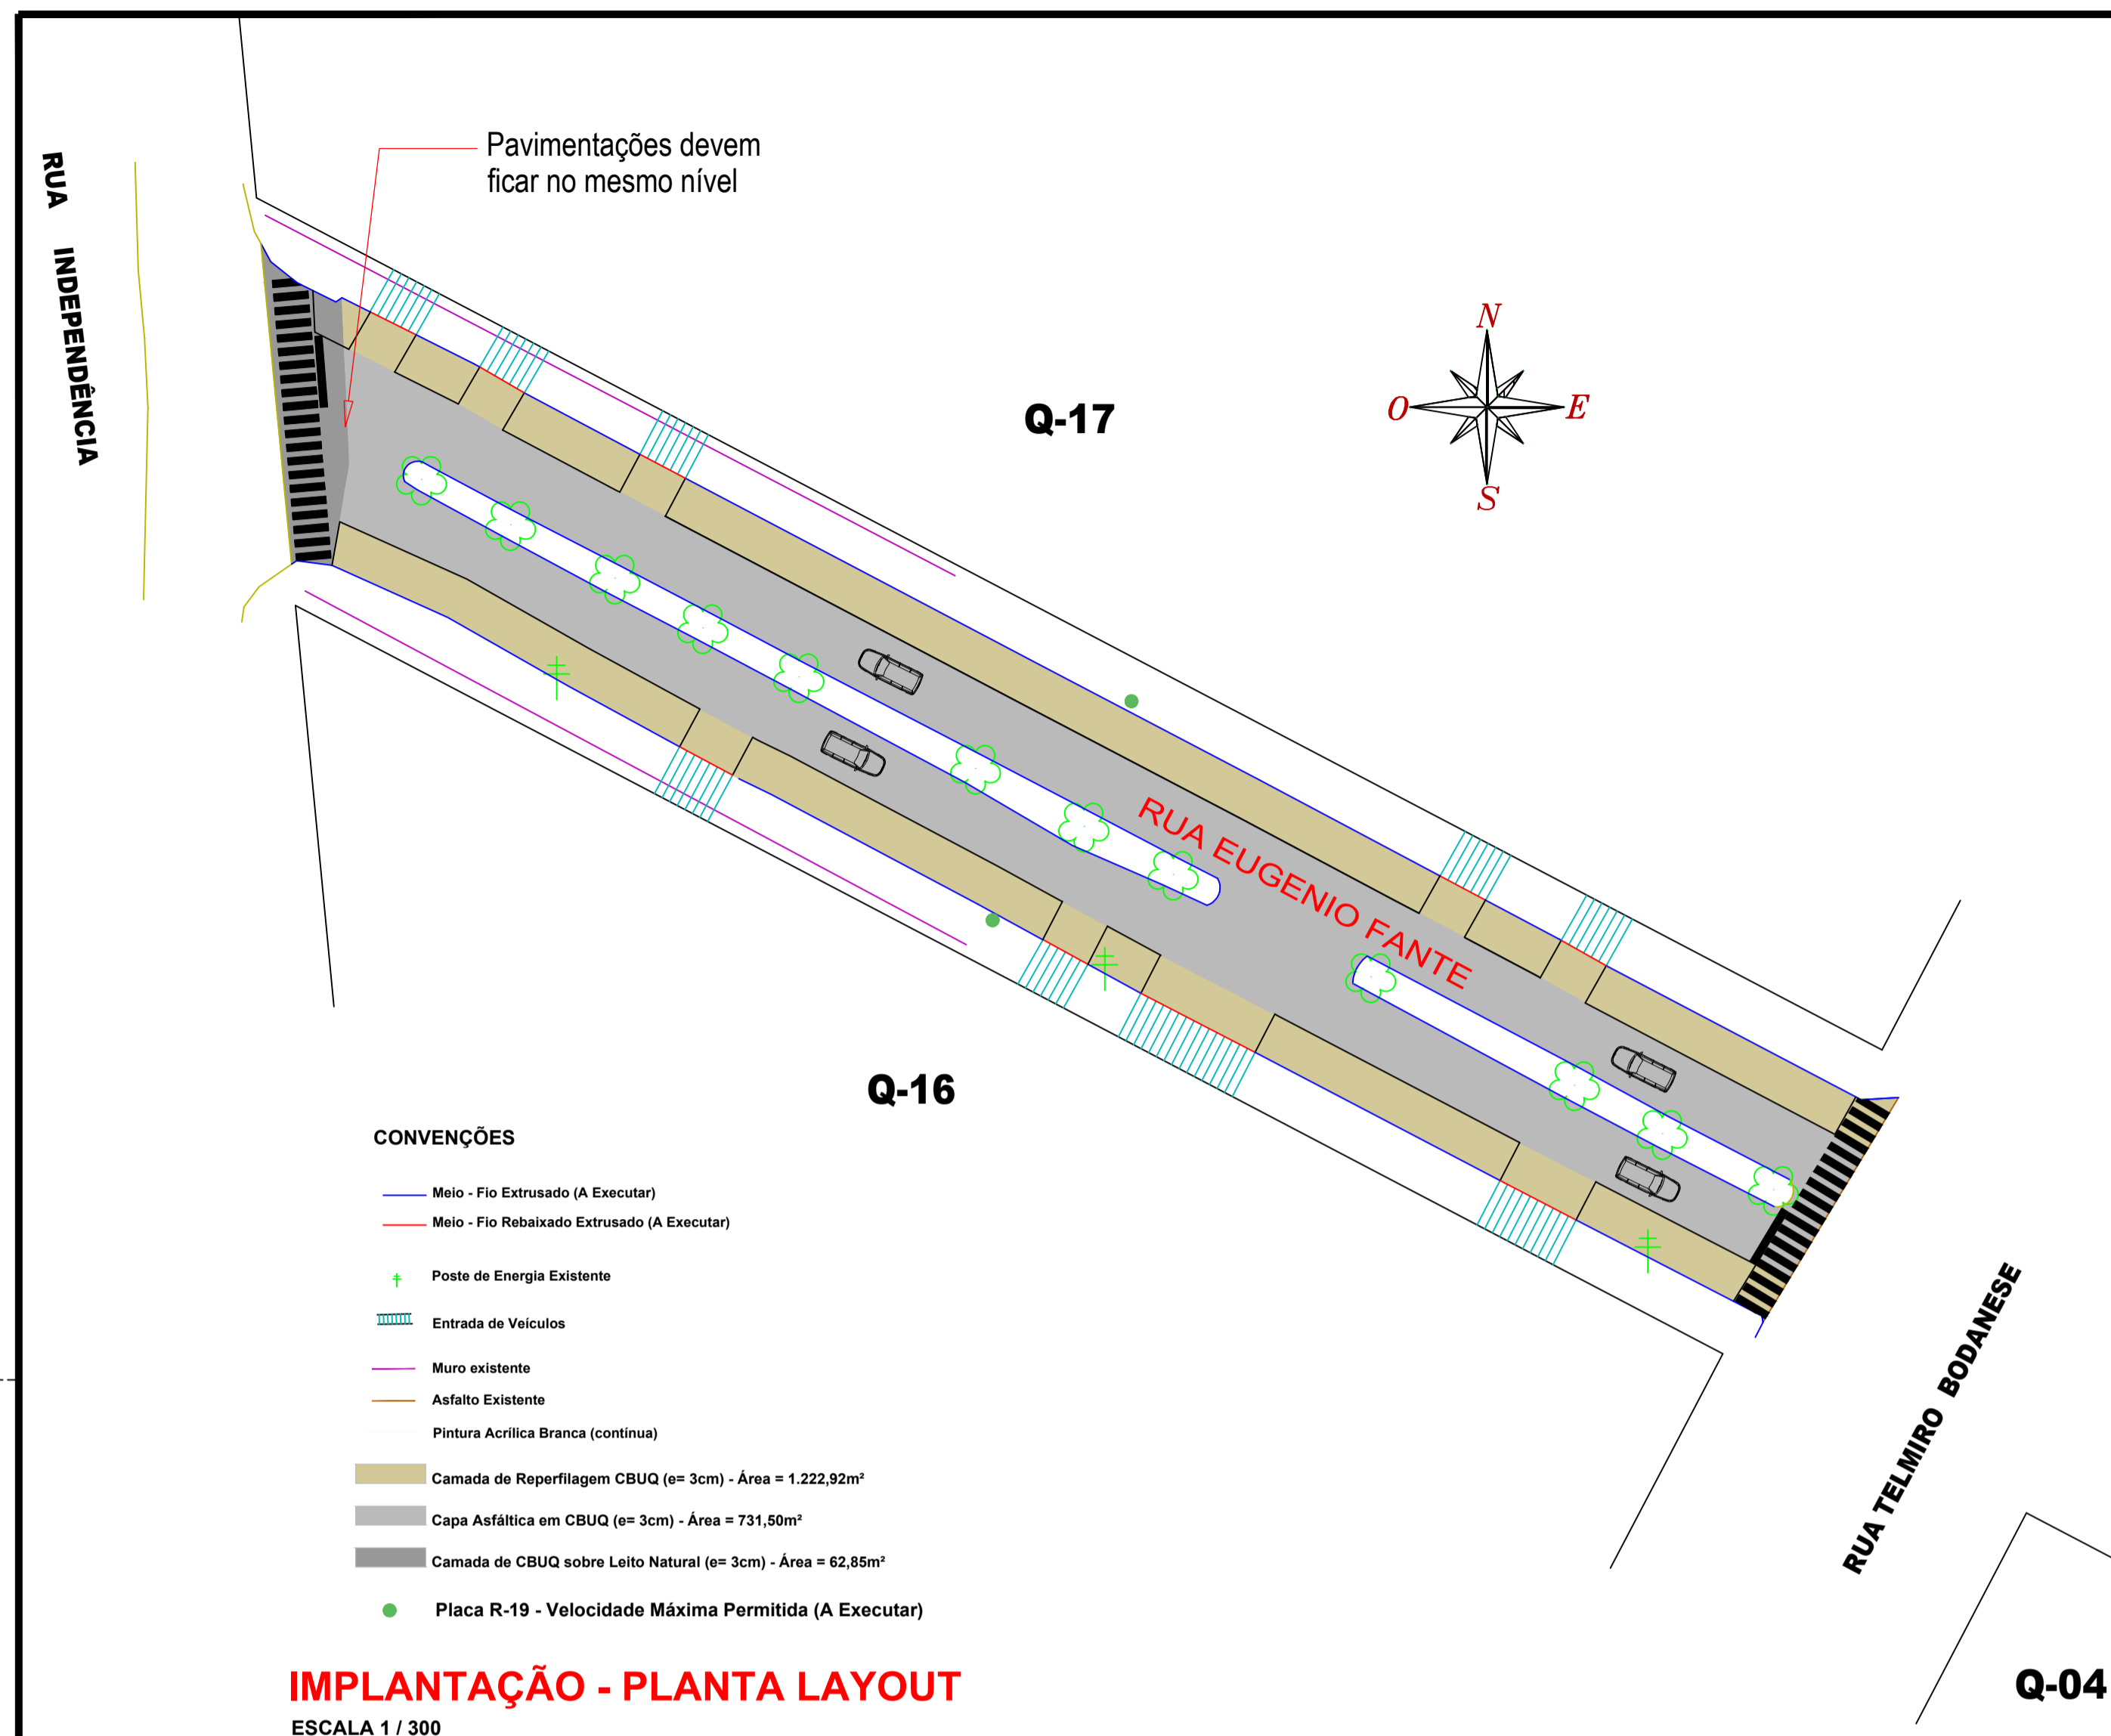 Pavimentações devem
ficar no mesmo nível
RUA INDEPENDÊNCIA
Q-17
N
O
E
S
RUA EUGENIO FANTE
Q-16
CONVENÇÕES
Meio - Fio Extrusado (A Executar)
Meio - Fio Rebaixado Extrusado (A Executar)
Poste de Energia Existente
Entrada de Veículos
Muro existente
Asfalto Existente
Pintura Acrílica Branca (contínua)
Camada de Reperfilagem CBUQ (e= 3cm) - Área = 1.222,92m²
Capa Asfáltica em CBUQ (e= 3cm) - Área = 731,50m²
Camada de CBUQ sobre Leito Natural (e= 3cm) - Área = 62,85m²
Placa R-19 - Velocidade Máxima Permitida (A Executar)
RUA TELMIRO BODANESE
Q-04
IMPLANTAÇÃO - PLANTA LAYOUT
ESCALA 1 / 300